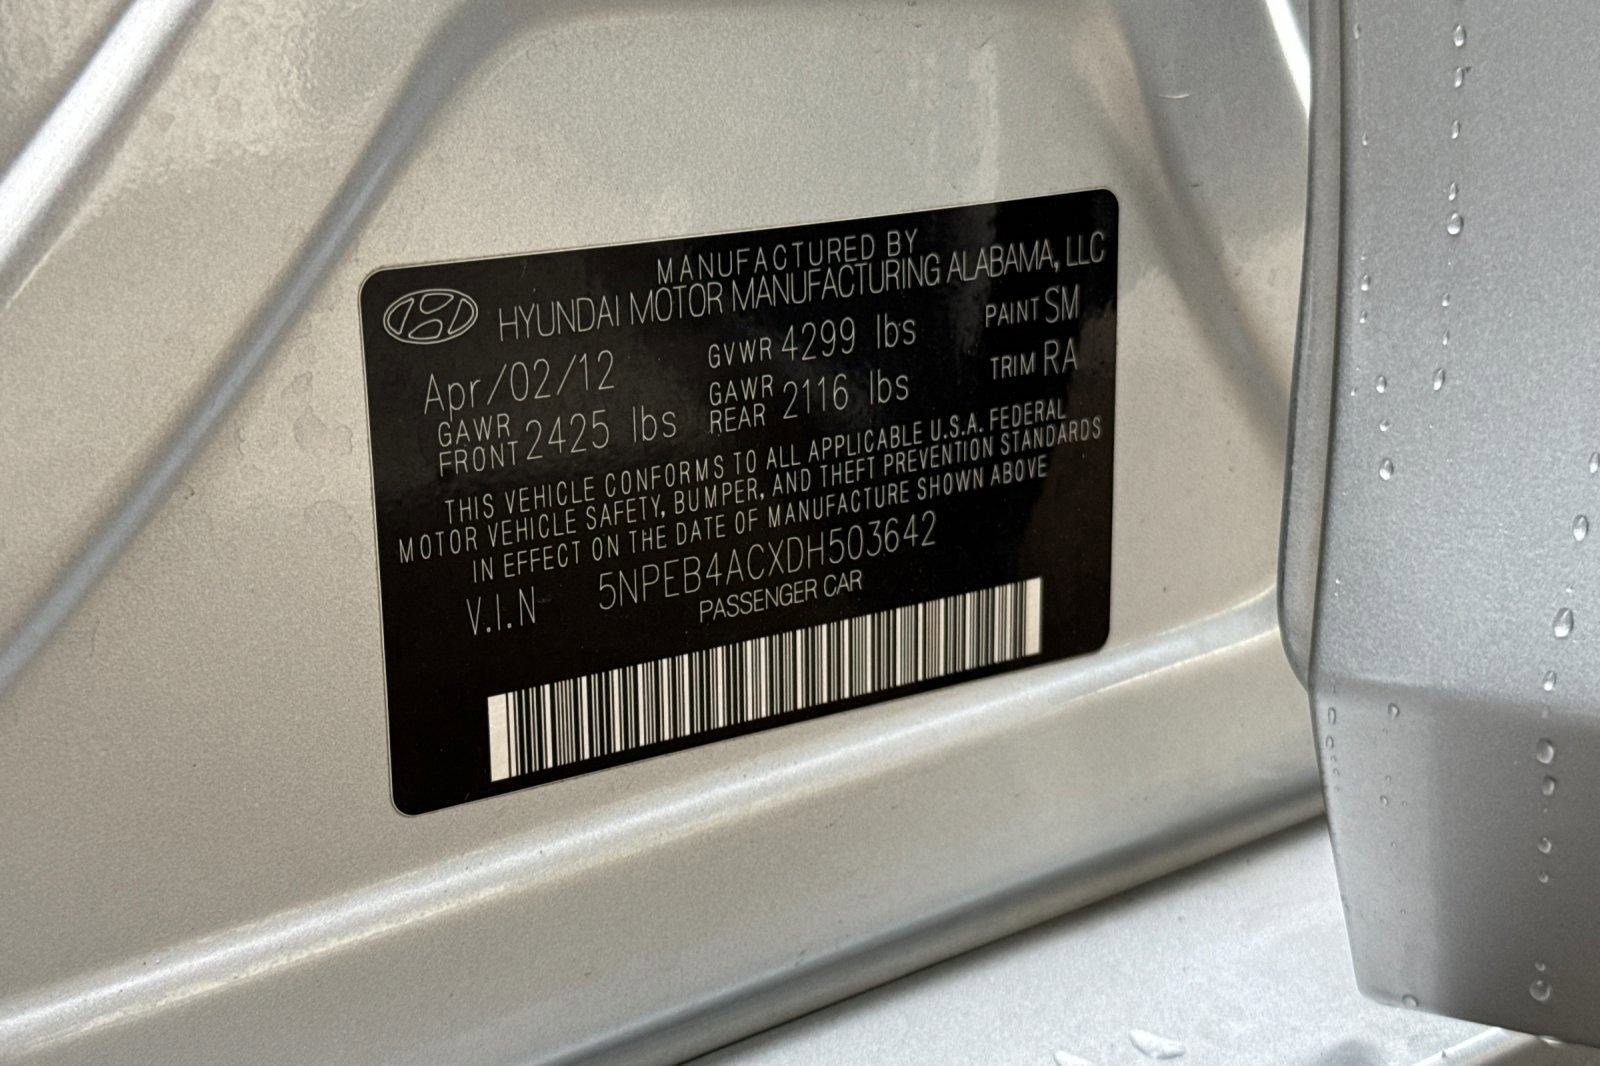 MANUFACTURED BY
HYUNDAI MOTOR MANUFACTURING ALABAMA, LLC
Apr/02/12 GVWR 4299 lbs PAINT SM
GAWR FRONT 2425 lbs GAWR REAR 2116 lbs TRIM RA
THIS VEHICLE CONFORMS TO ALL APPLICABLE U.S.A. FEDERAL
MOTOR VEHICLE SAFETY, BUMPER, AND THEFT PREVENTION STANDARDS
IN EFFECT ON THE DATE OF MANUFACTURE SHOWN ABOVE
V.I.N 5NPEB4ACXDH503642
PASSENGER CAR